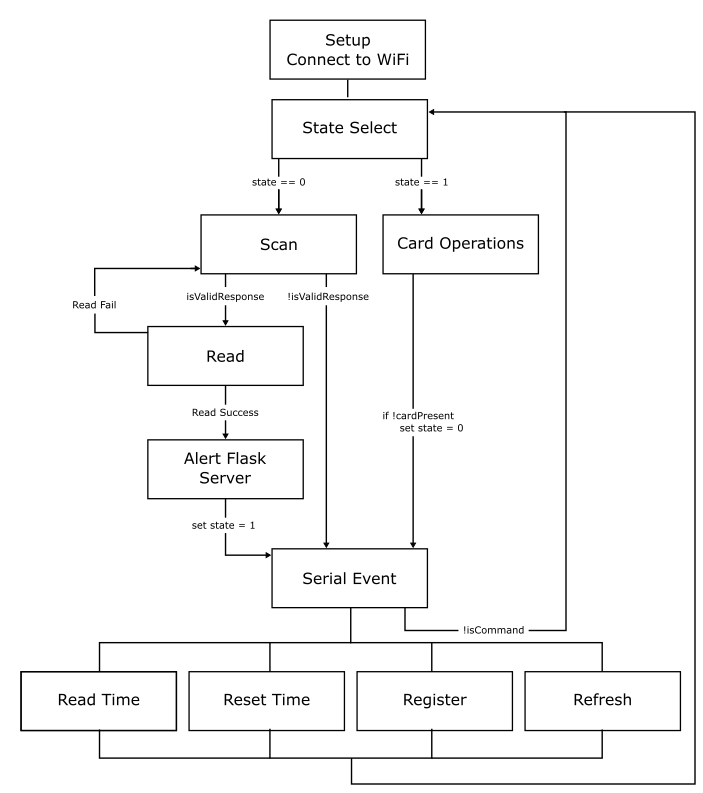 Setup
Connect to WiFi
State Select
state == 0
state == 1
Scan
Card Operations
isValidResponse
!isValidResponse
Read Fail
Read
Read Success
if !cardPresent
set state = 0
Alert Flask
Server
set state = 1
Serial Event
!isCommand
Read Time
Reset Time
Register
Refresh